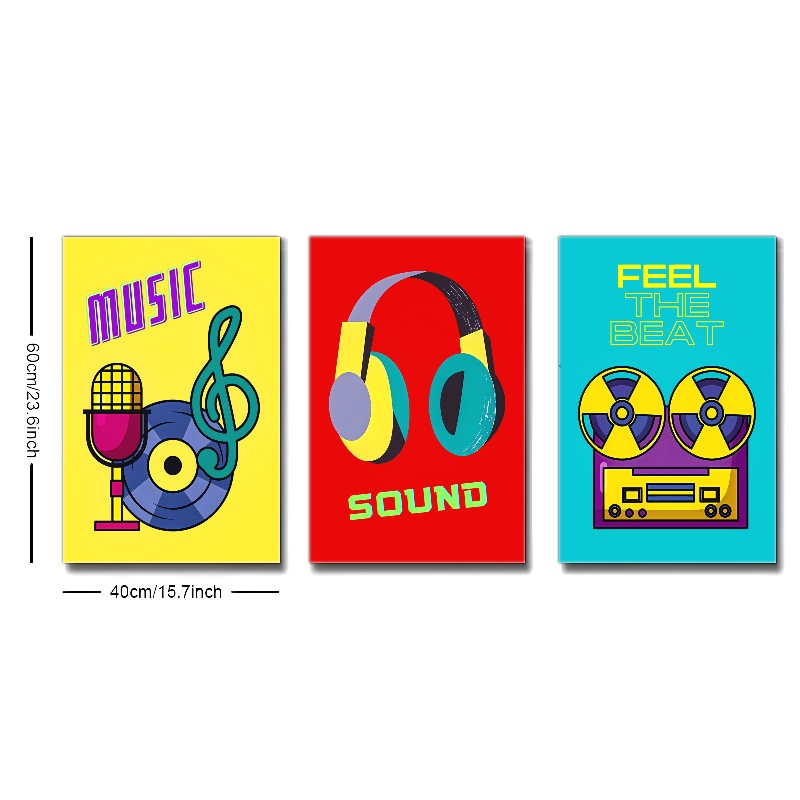 MUSIC
SOUND
FEEL
THE
BEAT
60cm/23.6inch
40cm/15.7inch